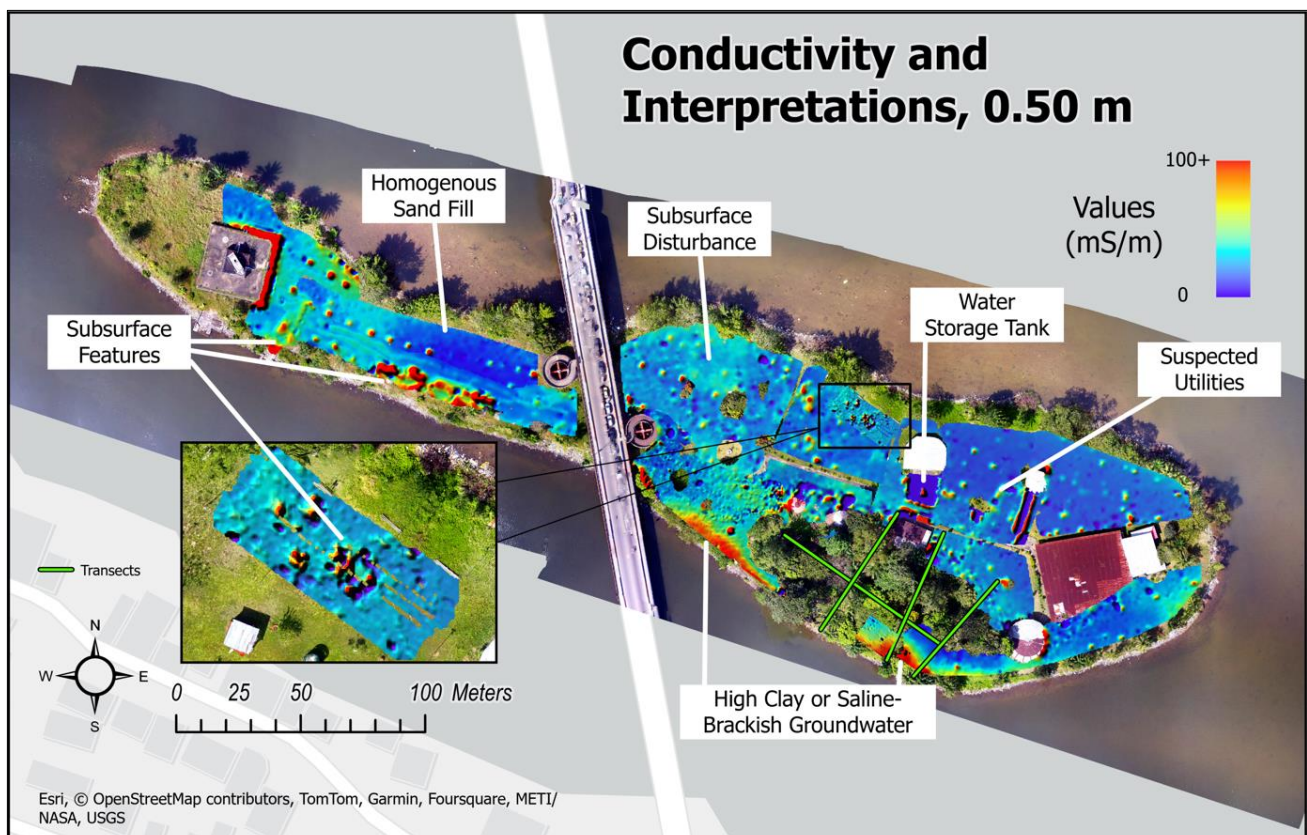 Conductivity and
Interpretations, 0.50 m
100+
Values
(mS/m)
0
Homogenous
Sand Fill
Subsurface
Disturbance
Water
Storage Tank
Suspected
Utilities
Subsurface
Features
Transects
High Clay or Saline-
Brackish Groundwater
N
W
E
S
0 25 50 100 Meters
Esri, © OpenStreetMap contributors, TomTom, Garmin, Foursquare, METI/
NASA, USGS